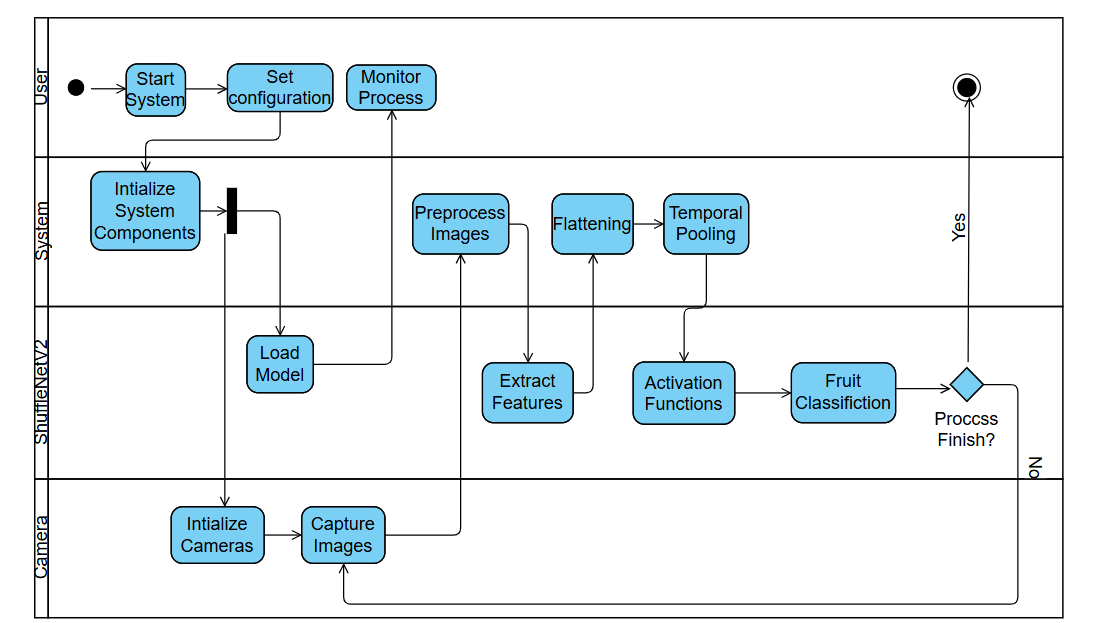 User
Start
System
Set
configuration
Monitor
Process
System
Intialize
System
Components
Preprocess
Images
Flattening
Temporal
Pooling
Yes
ShuffleNetV2
Load
Model
Extract
Features
Activation
Functions
Fruit
Classifiction
Proccss
Finish?
No
Camera
Intialize
Cameras
Capture
Images